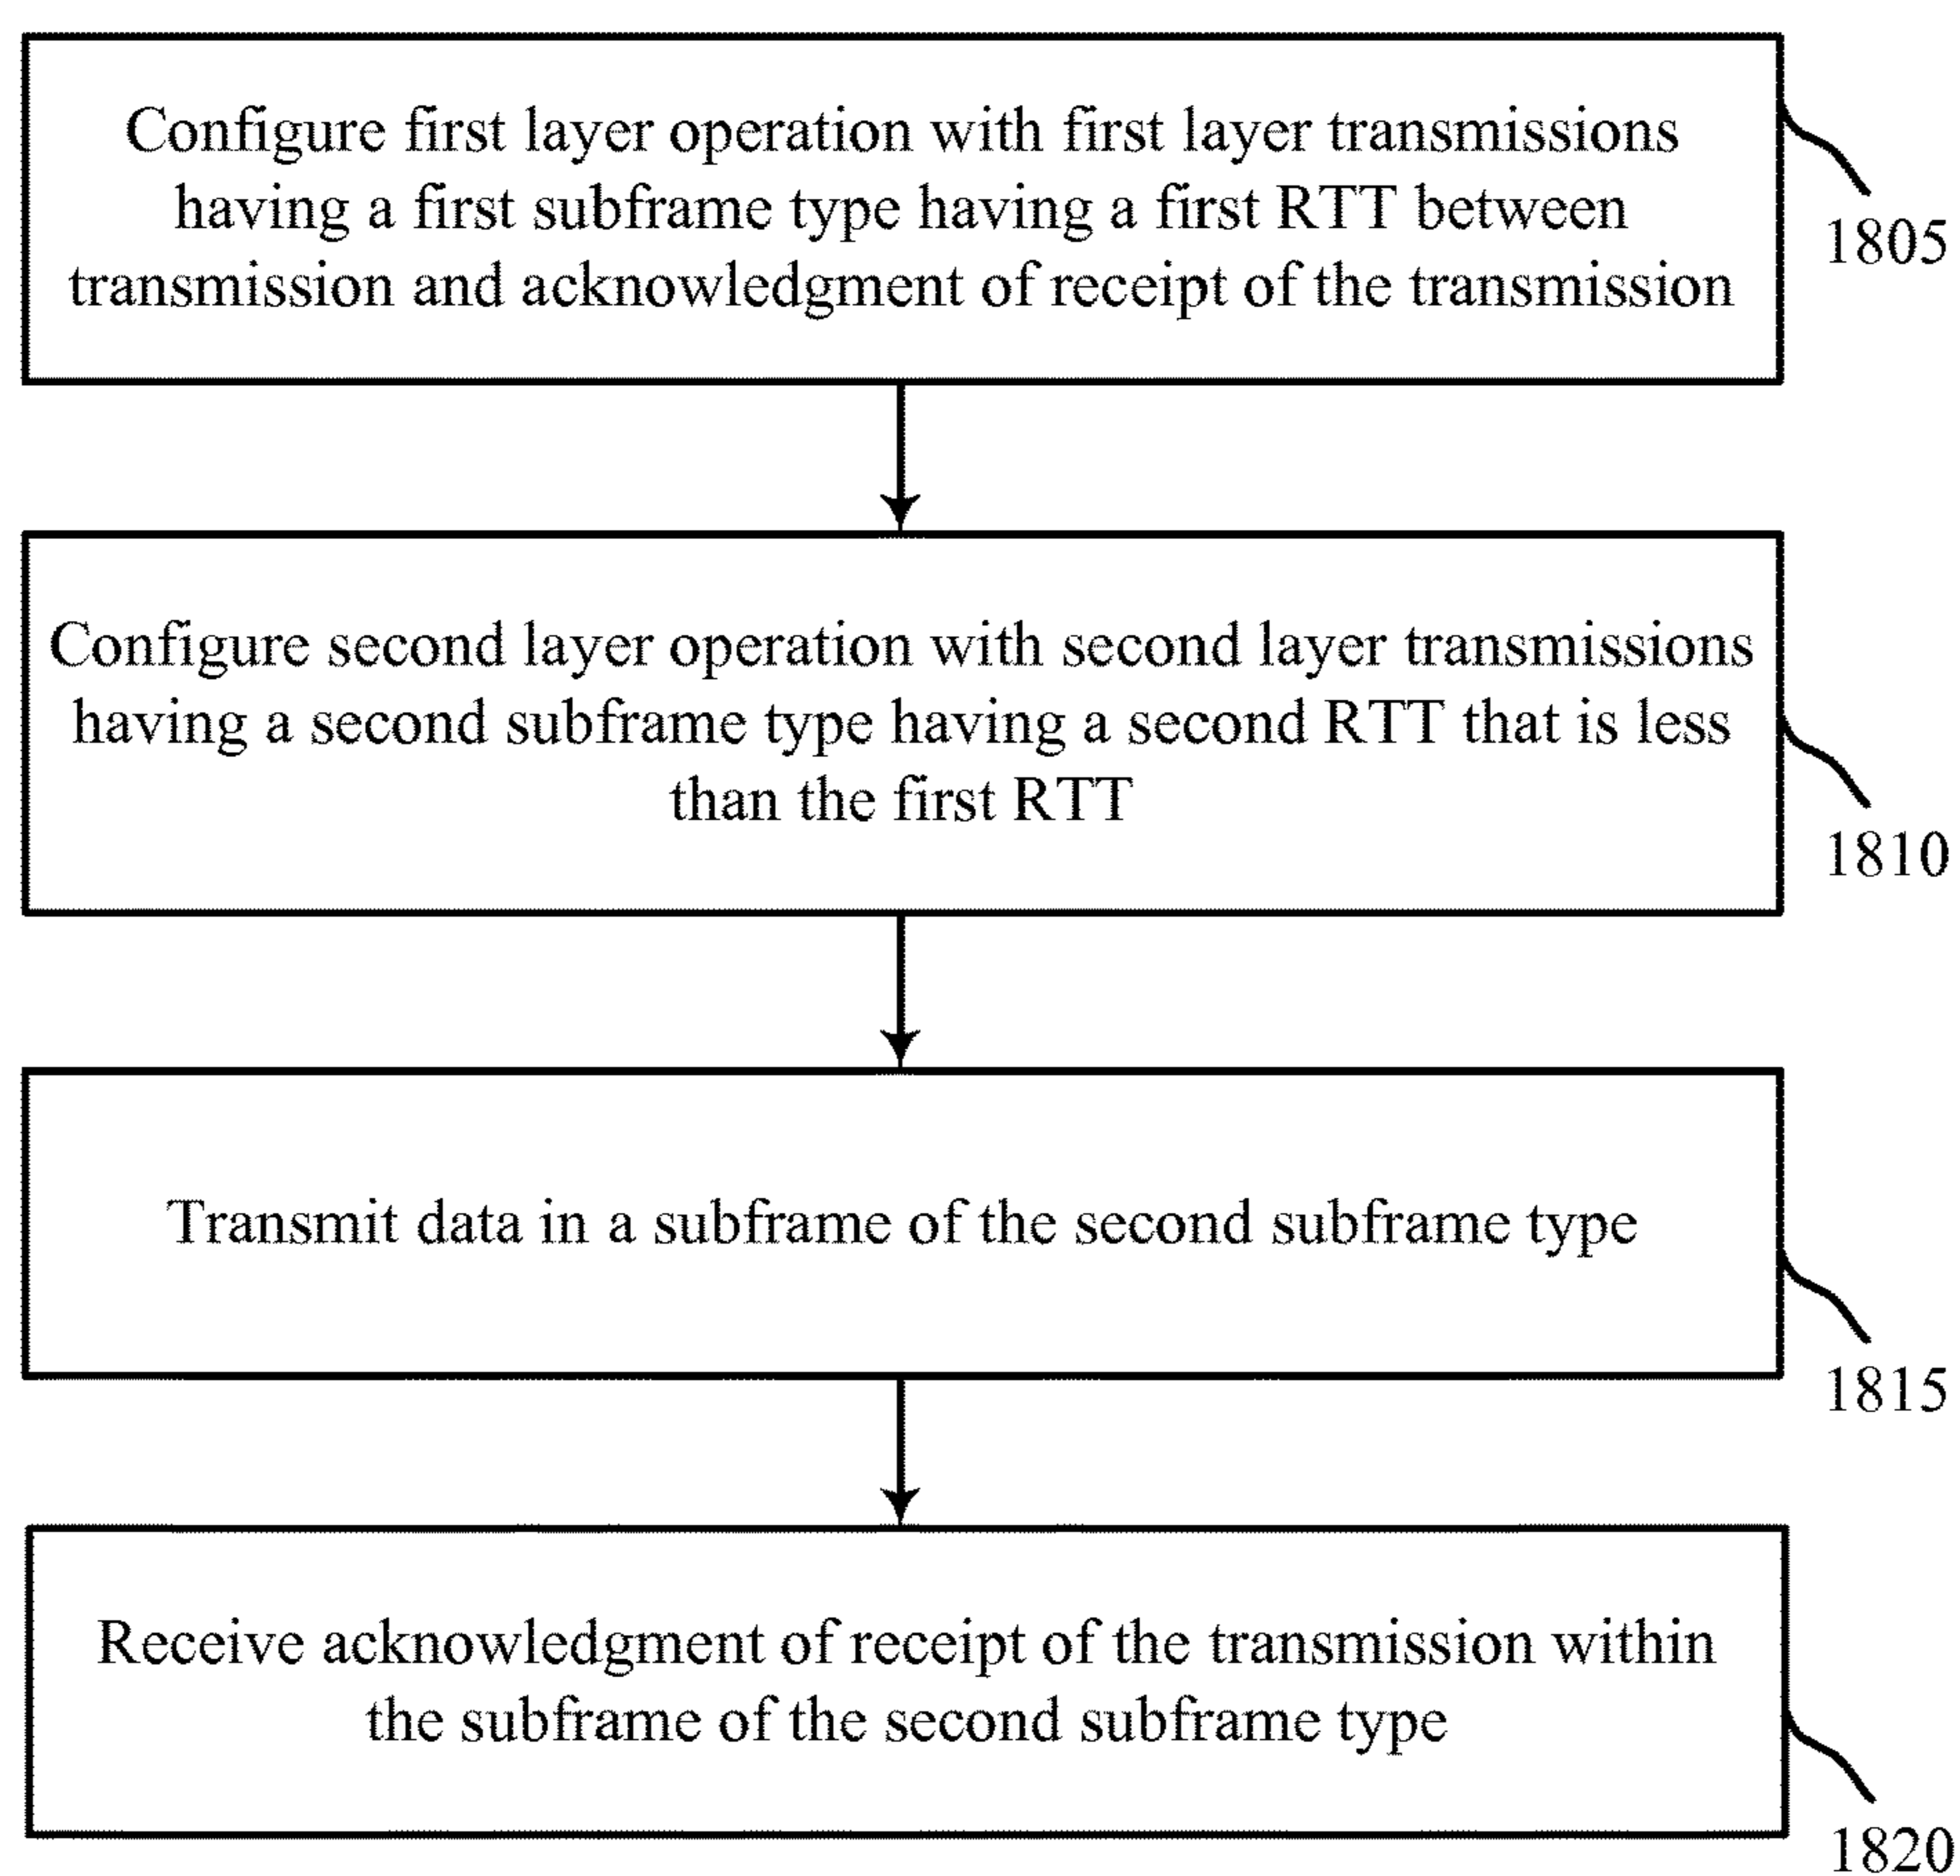 Configure first layer operation with first layer transmissions
having a first subframe type having a first RTT between
transmission and acknowledgment of receipt of the transmission
1805
Configure second layer operation with second layer transmissions
having a second subframe type having a second RTT that is less
than the first RTT
1810
Transmit data in a subframe of the second subframe type
1815
Receive acknowledgment of receipt of the transmission within
the subframe of the second subframe type
1820